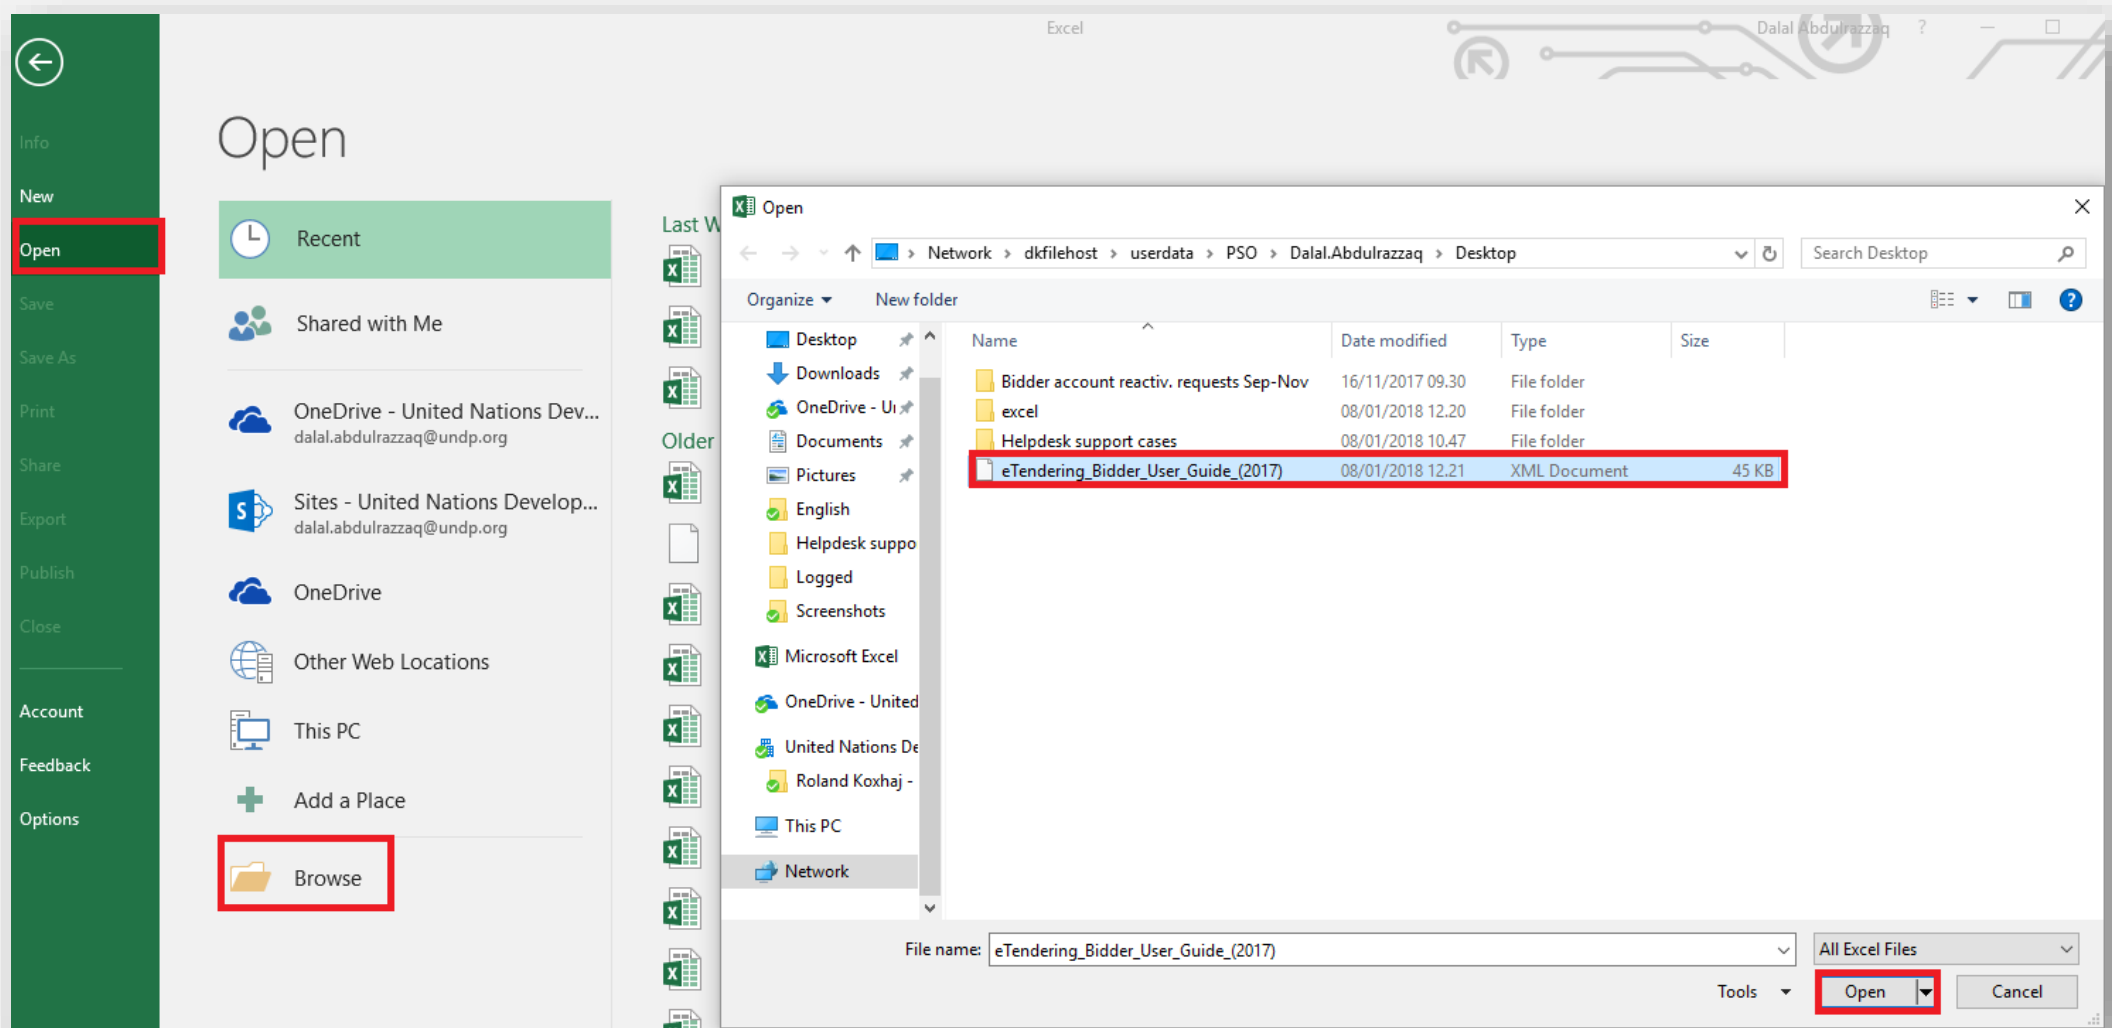 Excel
Dalal Abdulrazzaq ?
Info
New
Open
Save
Save As
Print
Share
Export
Publish
Close
Account
Feedback
Options
Open
Recent
Shared with Me
OneDrive - United Nations Dev...
dalal.abdulrazzaq@undp.org
Sites - United Nations Develop...
dalal.abdulrazzaq@undp.org
OneDrive
Other Web Locations
This PC
Add a Place
Browse
Last W
Older
Open
Network > dkfilehost > userdata > PSO > Dalal.Abdulrazzaq > Desktop
Search Desktop
Organize
New folder
Desktop
Downloads
OneDrive - Ur
Documents
Pictures
English
Helpdesk suppo
Logged
Screenshots
Microsoft Excel
OneDrive - United
United Nations De
Roland Koxhaj -
This PC
Network
Name Date modified Type Size
Bidder account reactiv. requests Sep-Nov 16/11/2017 09.30 File folder
excel 08/01/2018 12.20 File folder
Helpdesk support cases 08/01/2018 10.47 File folder
eTendering_Bidder_User_Guide_(2017) 08/01/2018 12.21 XML Document 45 KB
File name: eTendering_Bidder_User_Guide_(2017)
All Excel Files
Tools
Open
Cancel